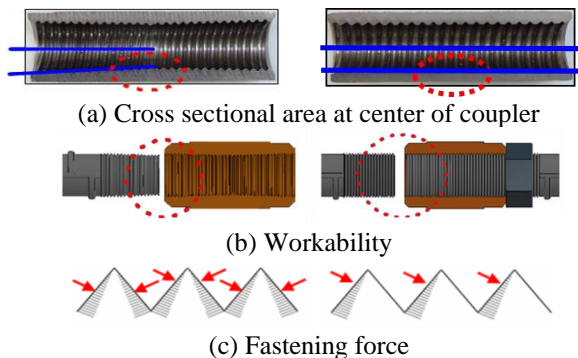 (a) Cross sectional area at center of coupler
(b) Workability
(c) Fastening force